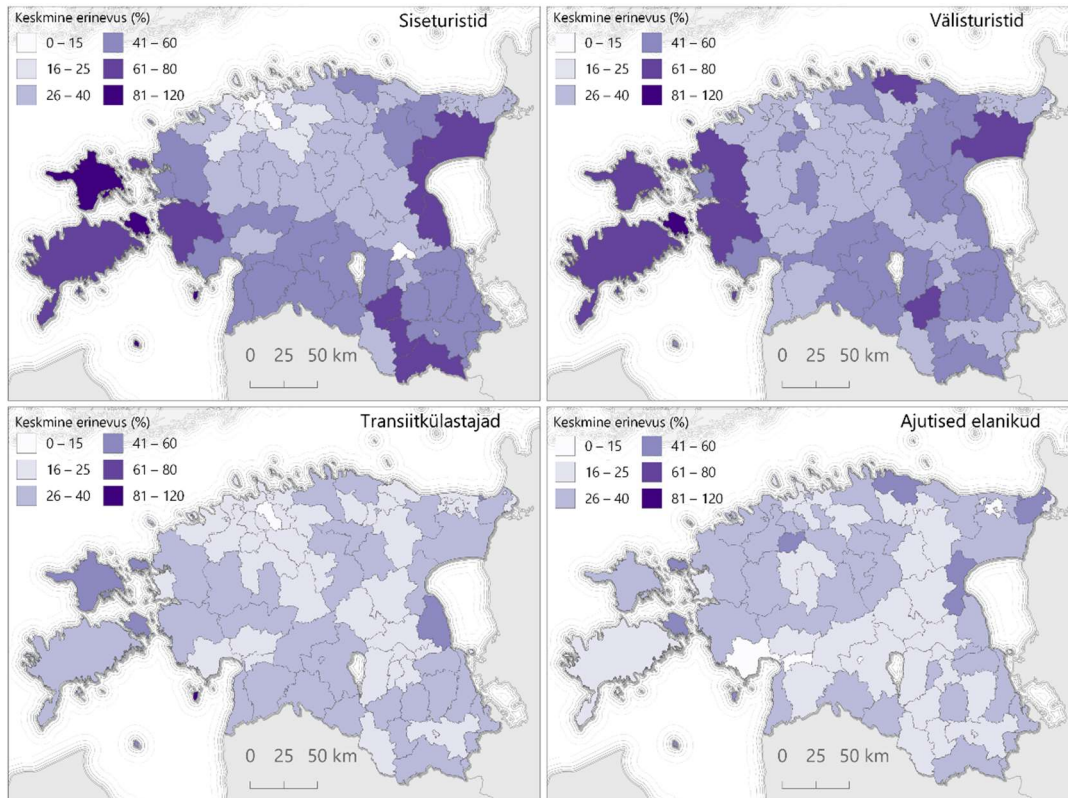 Siseturistid
Keskmine erinevus (%)
0 – 15
41 – 60
16 – 25
61 – 80
26 – 40
81 – 120
0 25 50 km
Välisturistid
Keskmine erinevus (%)
0 – 15
41 – 60
16 – 25
61 – 80
26 – 40
81 – 120
0 25 50 km
Transiitkülastajad
Keskmine erinevus (%)
0 – 15
41 – 60
16 – 25
61 – 80
26 – 40
81 – 120
0 25 50 km
Ajutised elanikud
Keskmine erinevus (%)
0 – 15
41 – 60
16 – 25
61 – 80
26 – 40
81 – 120
0 25 50 km